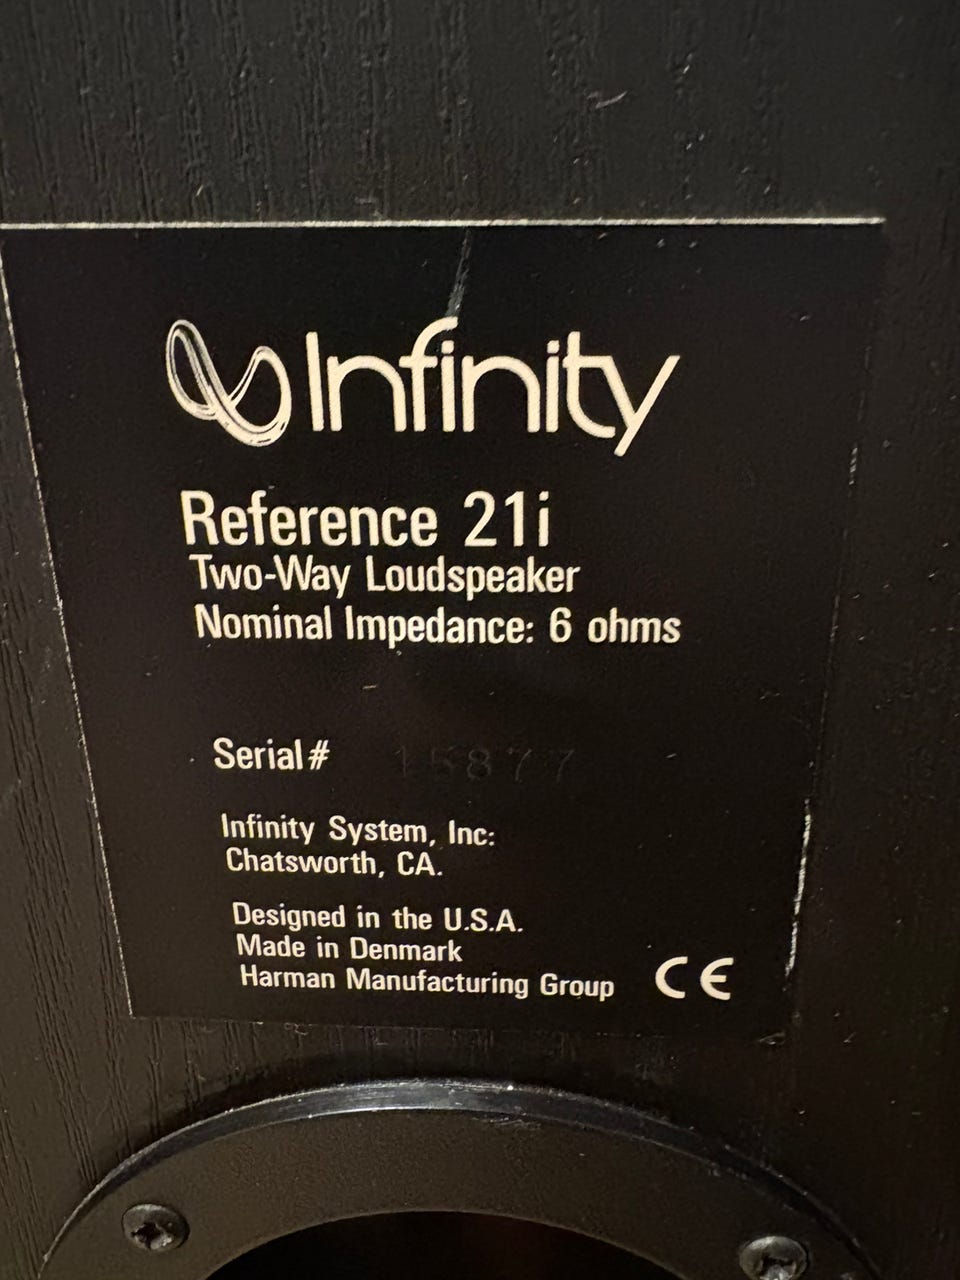 Infinity
Reference 21i
Two-Way Loudspeaker
Nominal Impedance: 6 ohms
Serial# 15877
Infinity System, Inc:
Chatsworth, CA.
Designed in the U.S.A.
Made in Denmark
Harman Manufacturing Group CE